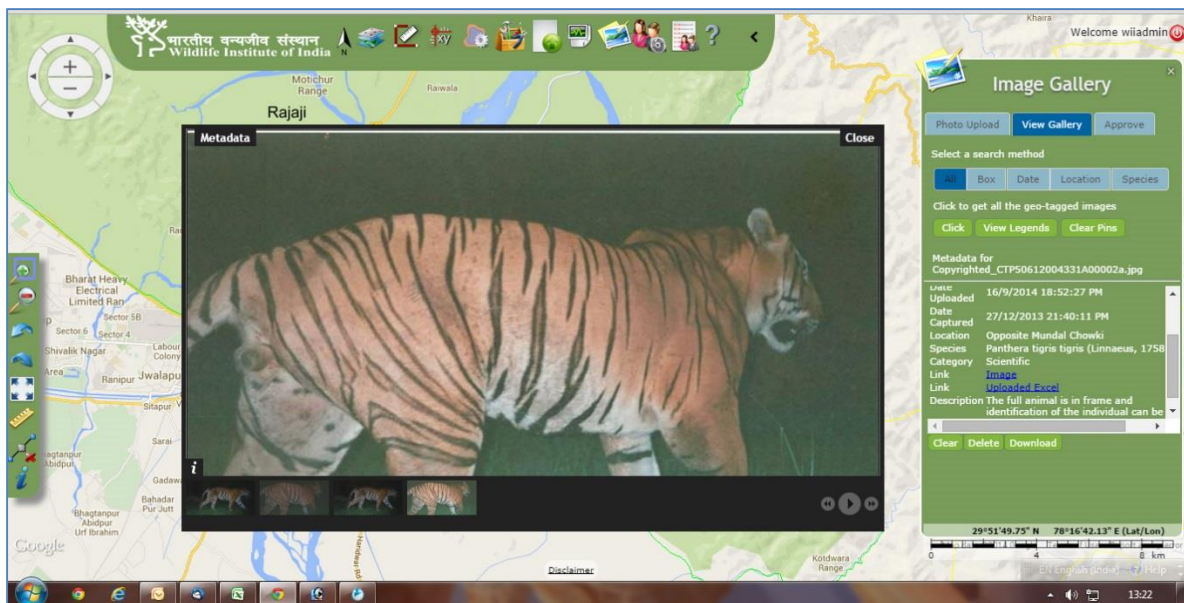 भारतीय वन्यजीव संस्थान
Wildlife Institute of India
N
xy
?
Khaira
Welcome wiiadmin
Motichur
Range
Raiwala
Rajaji
Metadata
Close
i
Bharat Heavy
Electrical
Limited Ran
Sector 5B
Sector 6
Sector 4
Shivalik Nagar
Labour
Colony
Area
Ranipur
Jwalapu
Sitapur
Sarai
Bahadar
Pur Jutt
Bhagtanpur
Abidpur
Urf Ibrahim
Google
Disclaimer
Kotdwara
Range
Image Gallery
Photo Upload View Gallery Approve
Select a search method
All Box Date Location Species
Click to get all the geo-tagged images
Click View Legends Clear Pins
Metadata for
Copyrighted_CTP50612004331A00002a.jpg
Date
Uploaded 16/9/2014 18:52:27 PM
Date
Captured 27/12/2013 21:40:11 PM
Location Opposite Mundal Chowki
Species Panthera tigris tigris (Linnaeus, 1758
Category Scientific
Link Image
Link Uploaded Excel
Description The full animal is in frame and
identification of the individual can be
Clear Delete Download
29°51'49.75" N 78°16'42.13" E (Lat/Lon)
0 4 8 km
EN English (India) Help
13:22